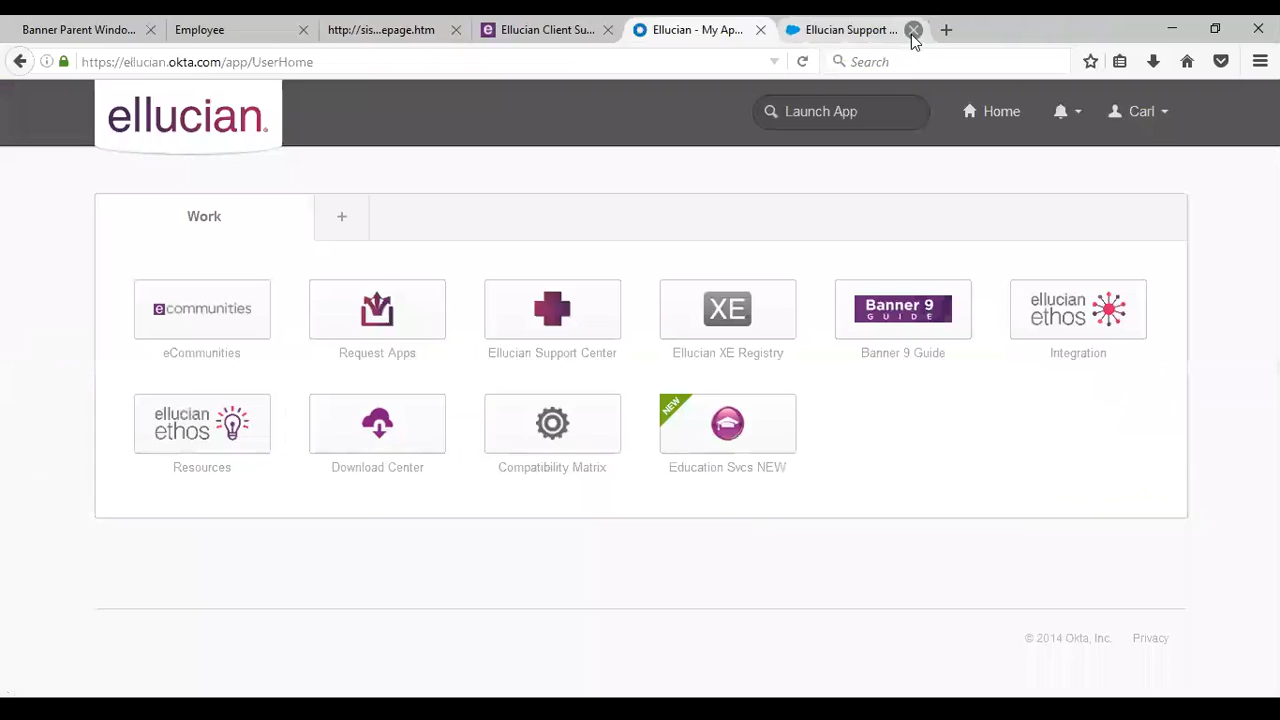 Banner Parent Windo...
Employee
http://sis...epage.htm
Ellucian Client Su...
Ellucian - My Ap...
Ellucian Support ...
https://ellucian.okta.com/app/UserHome
Search
ellucian.
Launch App
Home
Carl
Work
ecommunities
XE
Banner 9
GUIDE
ellucian
ethos
eCommunities
Request Apps
Ellucian Support Center
Ellucian XE Registry
Banner 9 Guide
Integration
ellucian
ethos
NEW
Resources
Download Center
Compatibility Matrix
Education Svcs NEW
© 2014 Okta, Inc.
Privacy